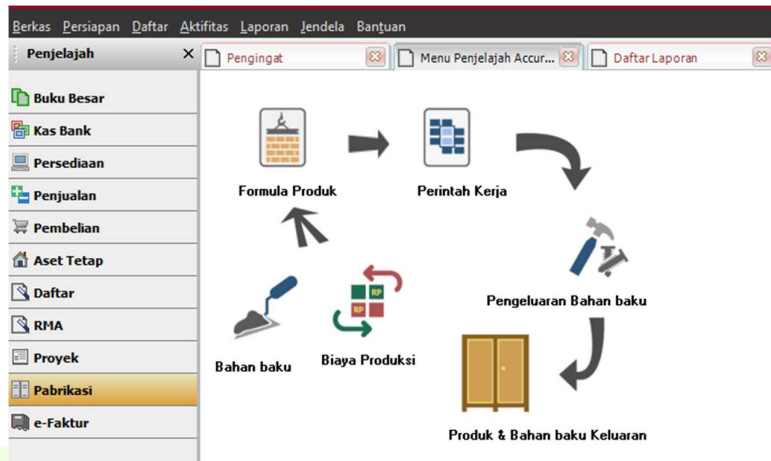 Berkas Persiapan Daftar Aktifitas Laporan Jendela Bantuan
Penjelajah
Pengingat
Menu Penjelajah Accur...
Daftar Laporan
Buku Besar
Kas Bank
Persediaan
Penjualan
Pembelian
Aset Tetap
Daftar
RMA
Proyek
Pabrikasi
e-Faktur
Formula Produk
Perintah Kerja
Pengeluaran Bahan baku
Bahan baku
RP
RP
Biaya Produksi
Produk & Bahan baku Keluaran